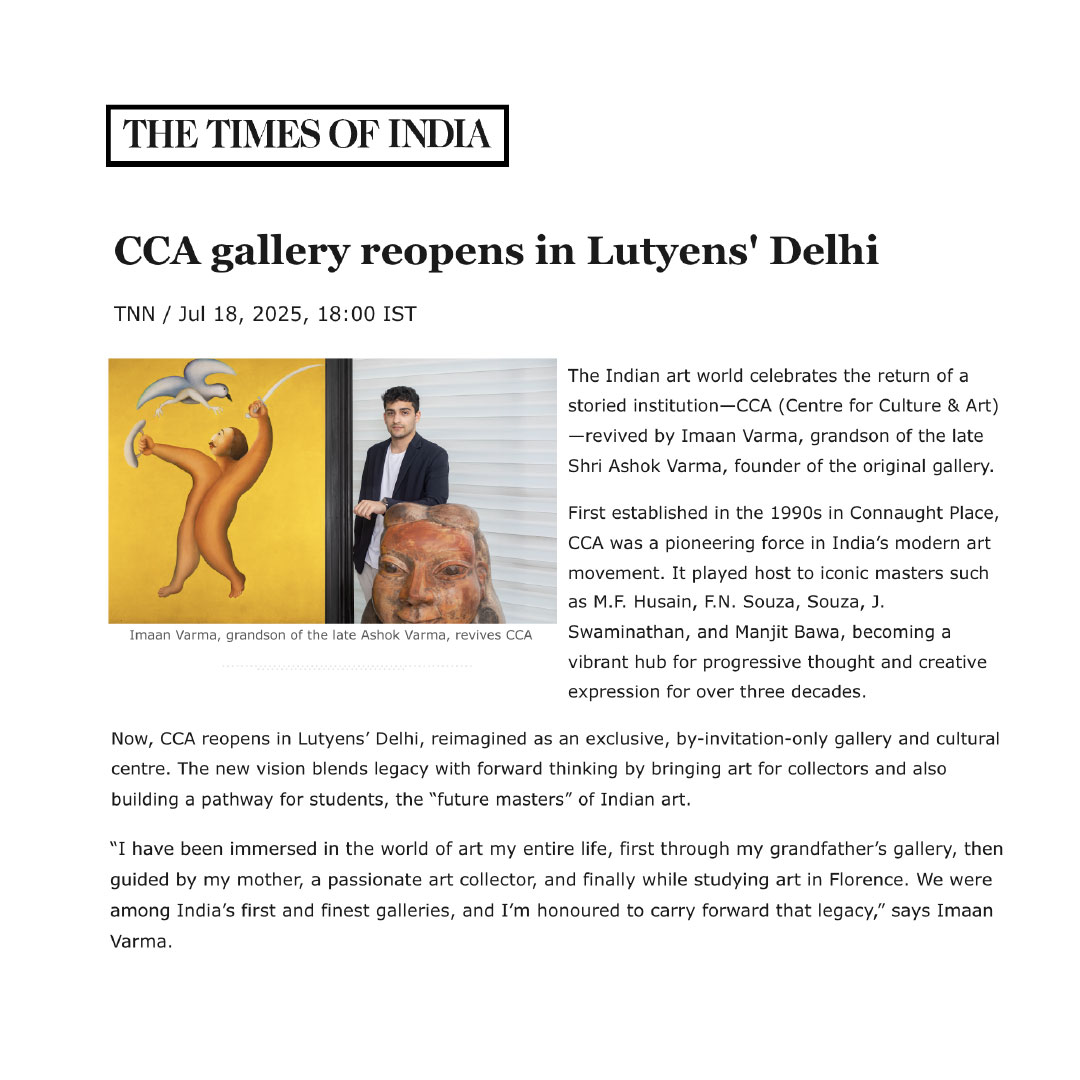 THE TIMES OF INDIA
CCA gallery reopens in Lutyens' Delhi
TNN / Jul 18, 2025, 18:00 IST
The Indian art world celebrates the return of a
storied institution—CCA (Centre for Culture & Art)
—revived by Imaan Varma, grandson of the late
Shri Ashok Varma, founder of the original gallery.
First established in the 1990s in Connaught Place,
CCA was a pioneering force in India’s modern art
movement. It played host to iconic masters such
as M.F. Husain, F.N. Souza, Souza, J.
Swaminathan, and Manjit Bawa, becoming a
vibrant hub for progressive thought and creative
expression for over three decades.
Imaan Varma, grandson of the late Ashok Varma, revives CCA
Now, CCA reopens in Lutyens’ Delhi, reimagined as an exclusive, by-invitation-only gallery and cultural
centre. The new vision blends legacy with forward thinking by bringing art for collectors and also
building a pathway for students, the “future masters” of Indian art.
“I have been immersed in the world of art my entire life, first through my grandfather’s gallery, then
guided by my mother, a passionate art collector, and finally while studying art in Florence. We were
among India’s first and finest galleries, and I’m honoured to carry forward that legacy,” says Imaan
Varma.